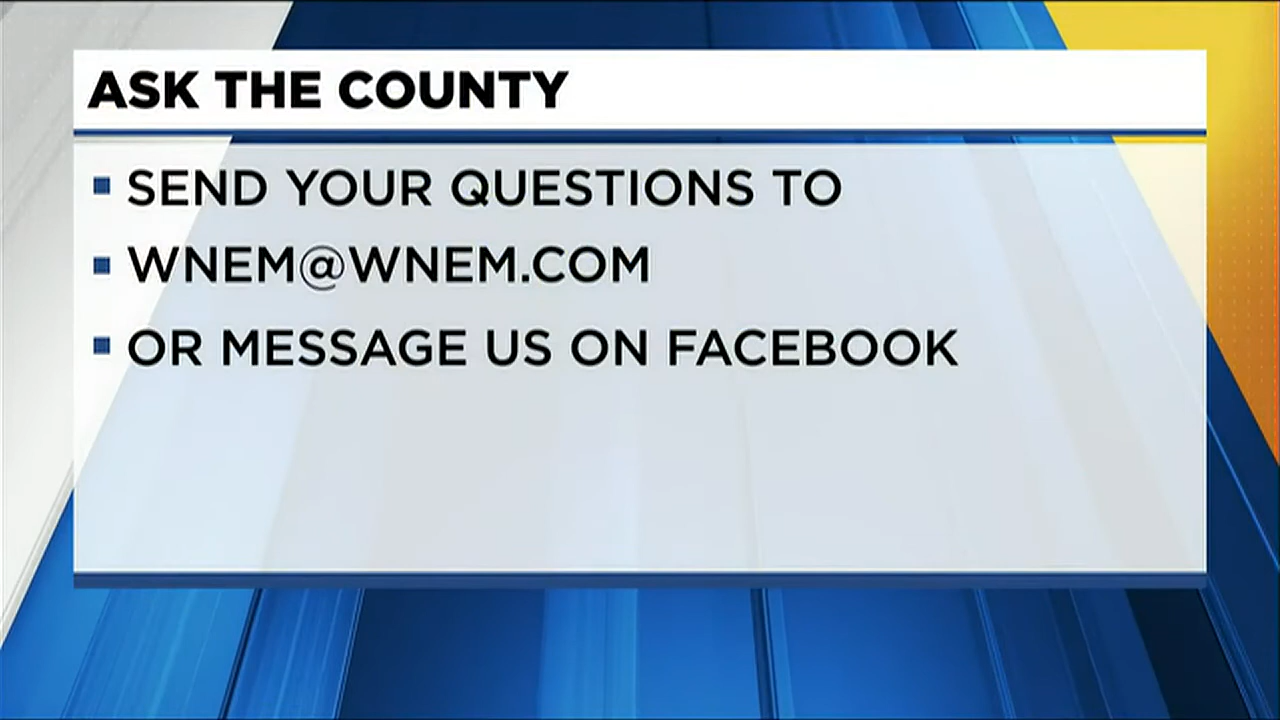 ASK THE COUNTY
SEND YOUR QUESTIONS TO
WNEM@WNEM.COM
OR MESSAGE US ON FACEBOOK